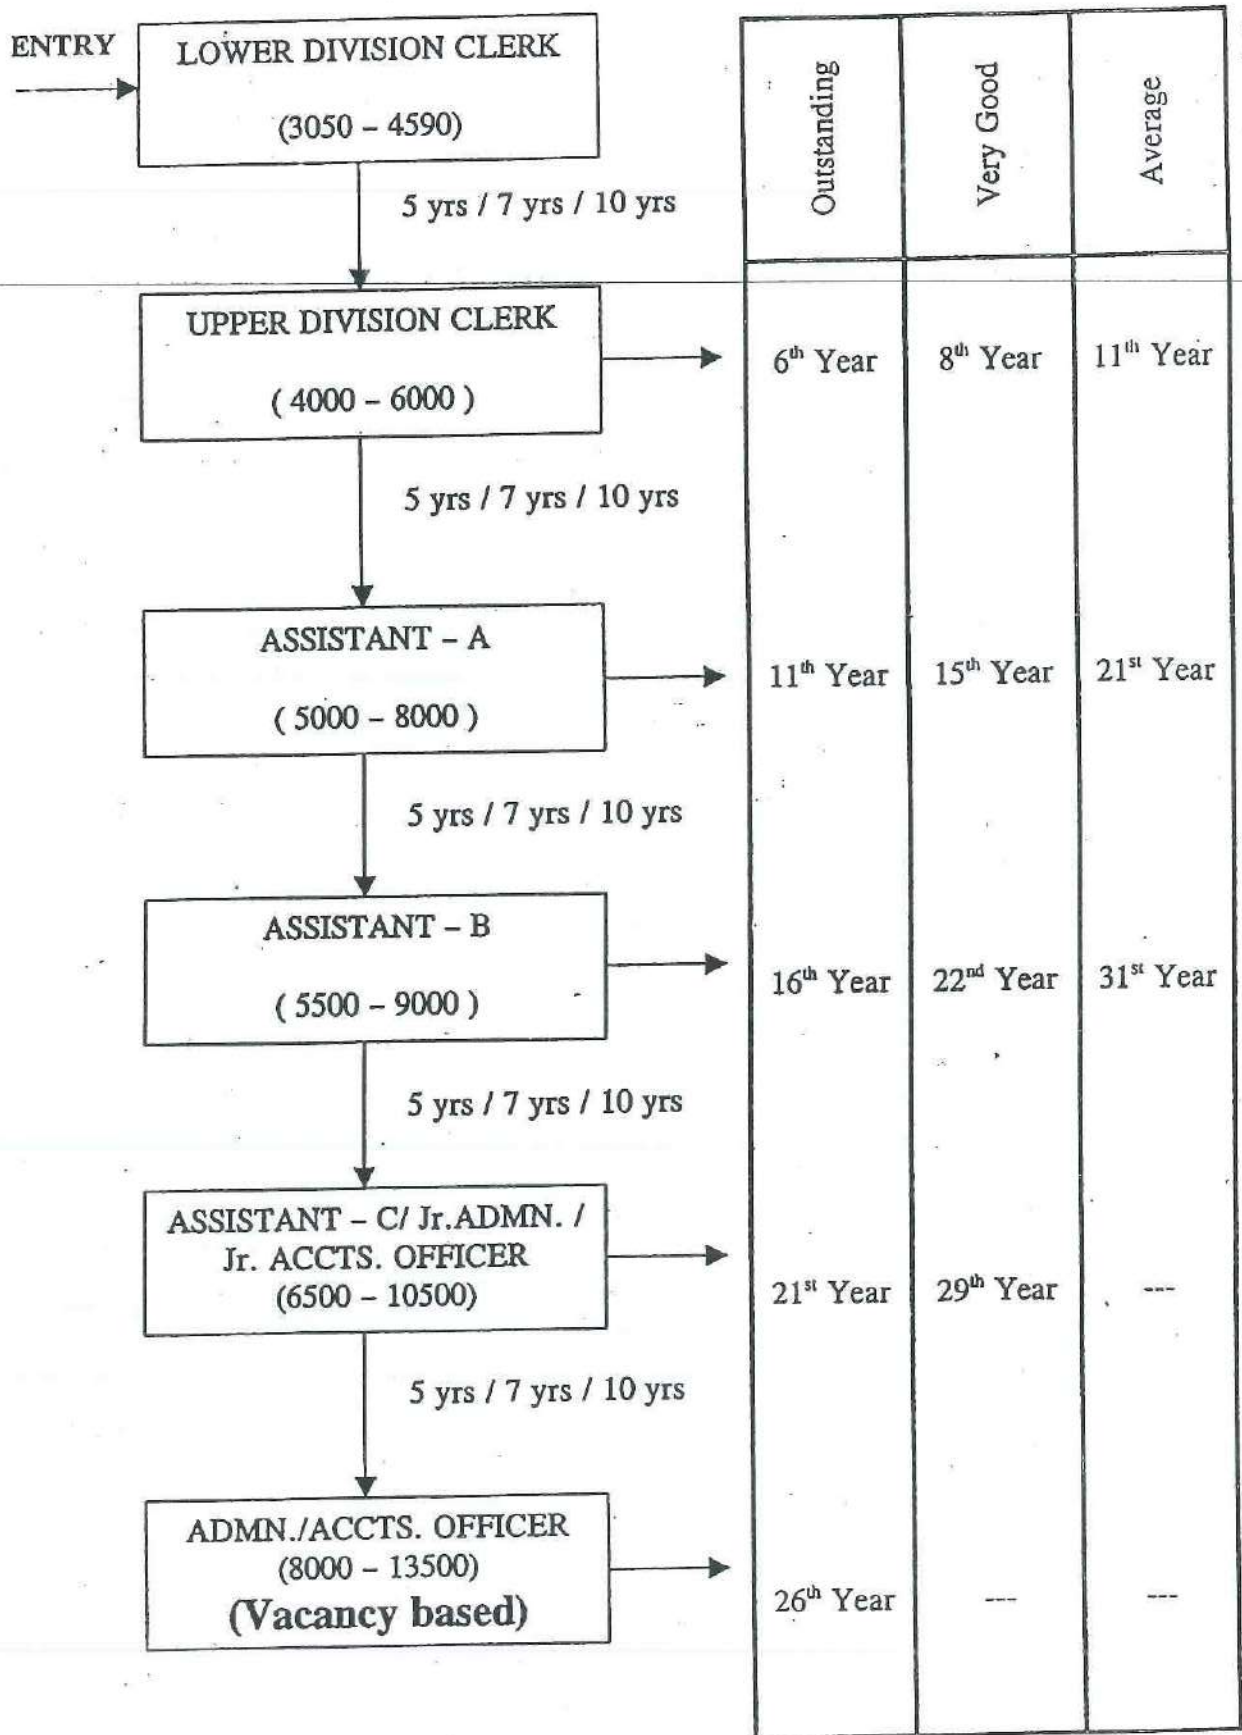 ENTRY
LOWER DIVISION CLERK
(3050 – 4590)
Outstanding
Very Good
Average
5 yrs / 7 yrs / 10 yrs
UPPER DIVISION CLERK
( 4000 – 6000 )
6th Year
8th Year
11th Year
5 yrs / 7 yrs / 10 yrs
ASSISTANT – A
( 5000 – 8000 )
11th Year
15th Year
21st Year
5 yrs / 7 yrs / 10 yrs
ASSISTANT – B
( 5500 – 9000 )
16th Year
22nd Year
31st Year
5 yrs / 7 yrs / 10 yrs
ASSISTANT – C/ Jr.ADMN. /
Jr. ACCTS. OFFICER
(6500 – 10500)
21st Year
29th Year
---
5 yrs / 7 yrs / 10 yrs
ADMN./ACCTS. OFFICER
(8000 – 13500)
(Vacancy based)
26th Year
---
---